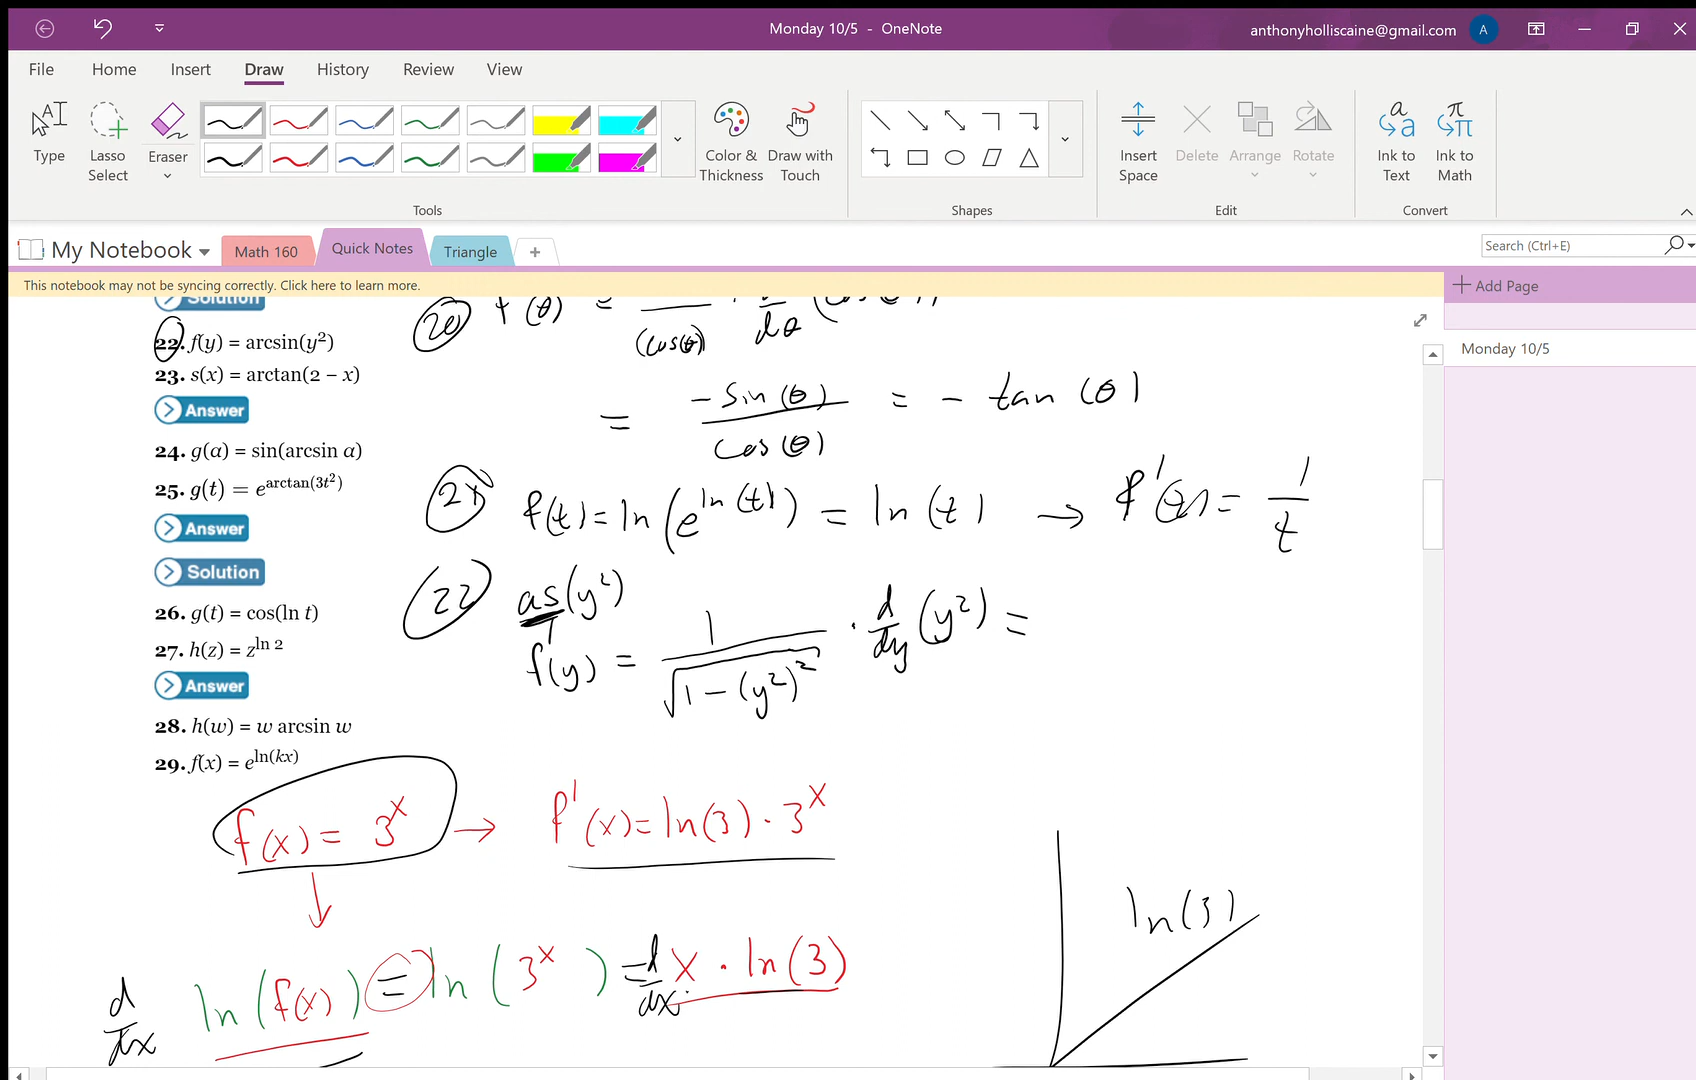 Monday 10/5 - OneNote
anthonyholliscaine@gmail.com
A
File Home Insert Draw History Review View
Type
Lasso Select
Eraser
Color & Thickness
Draw with Touch
Insert Space
Delete
Arrange
Rotate
Ink to Text
Ink to Math
Tools
Shapes
Edit
Convert
My Notebook
Math 160
Quick Notes
Triangle
+
Search (Ctrl+E)
This notebook may not be syncing correctly. Click here to learn more.
Add Page
Monday 10/5
Solution
22. f(y) = arcsin(y²)
23. s(x) = arctan(2 − x)
Answer
24. g(α) = sin(arcsin α)
25. g(t) = e^arctan(3t²)
Answer
Solution
26. g(t) = cos(ln t)
27. h(z) = z^ln 2
Answer
28. h(w) = w arcsin w
29. f(x) = e^ln(kx)
20 f(θ) = /(cos(θ)) · d/dθ (cos(θ))
= -sin(θ)/cos(θ) = - tan(θ)
21 f(t) = ln(e^ln(t)) = ln(t) → f'(t) = 1/t
22 as(y²)
f'(y) = 1/√(1-(y²)²) · d/dy (y²) =
f(x) = 3^x → f'(x) = ln(3) · 3^x
ln(3)
d/dx ln(f(x)) = ln(3^x) = d/dx x · ln(3)